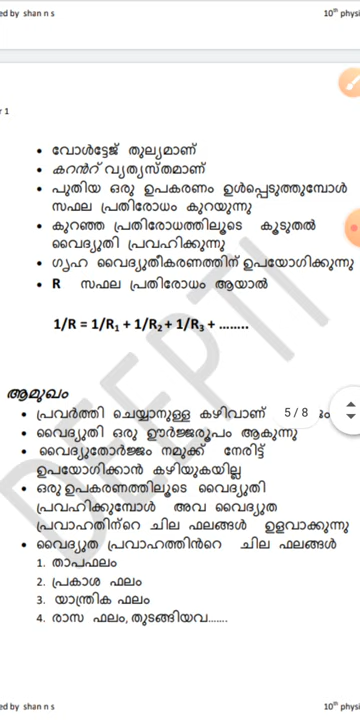 ed by shan n s 10th physi
r 1
• വോൾട്ടേജ് തുല്യമാണ്
• കറൻറ് വ്യത്യസ്തമാണ്
• പുതിയ ഒരു ഉപകരണം ഉൾപ്പെടുത്തുമ്പോൾ
സഫല പ്രതിരോധം കുറയുന്നു
• കുറഞ്ഞ പ്രതിരോധത്തിലൂടെ കൂടുതൽ
വൈദ്യുതി പ്രവഹിക്കുന്നു
• ഗൃഹ വൈദ്യുതീകരണത്തിന് ഉപയോഗിക്കുന്നു
• R സഫല പ്രതിരോധം ആയാൽ
1/R = 1/R₁ + 1/R₂ + 1/R₃ + ........
ആമുഖം
• പ്രവർത്തി ചെയ്യാനുള്ള കഴിവാണ് 5 / 8
• വൈദ്യുതി ഒരു ഊർജ്ജരൂപം ആകുന്നു
• വൈദ്യുതോർജ്ജം നമുക്ക് നേരിട്ട്
ഉപയോഗിക്കാൻ കഴിയുകയില്ല
• ഒരു ഉപകരണത്തിലൂടെ വൈദ്യുതി
പ്രവഹിക്കുമ്പോൾ അവ വൈദ്യുത
പ്രവാഹതിന്റെ ചില ഫലങ്ങൾ ഉളവാക്കുന്നു
• വൈദ്യുത പ്രവാഹത്തിൻറെ ചില ഫലങ്ങൾ
1. താപഫലം
2. പ്രകാശ ഫലം
3. യാന്ത്രിക ഫലം
4. രാസ ഫലം, തുടങ്ങിയവ.......
DEEPTI
ed by shan n s 10th physi